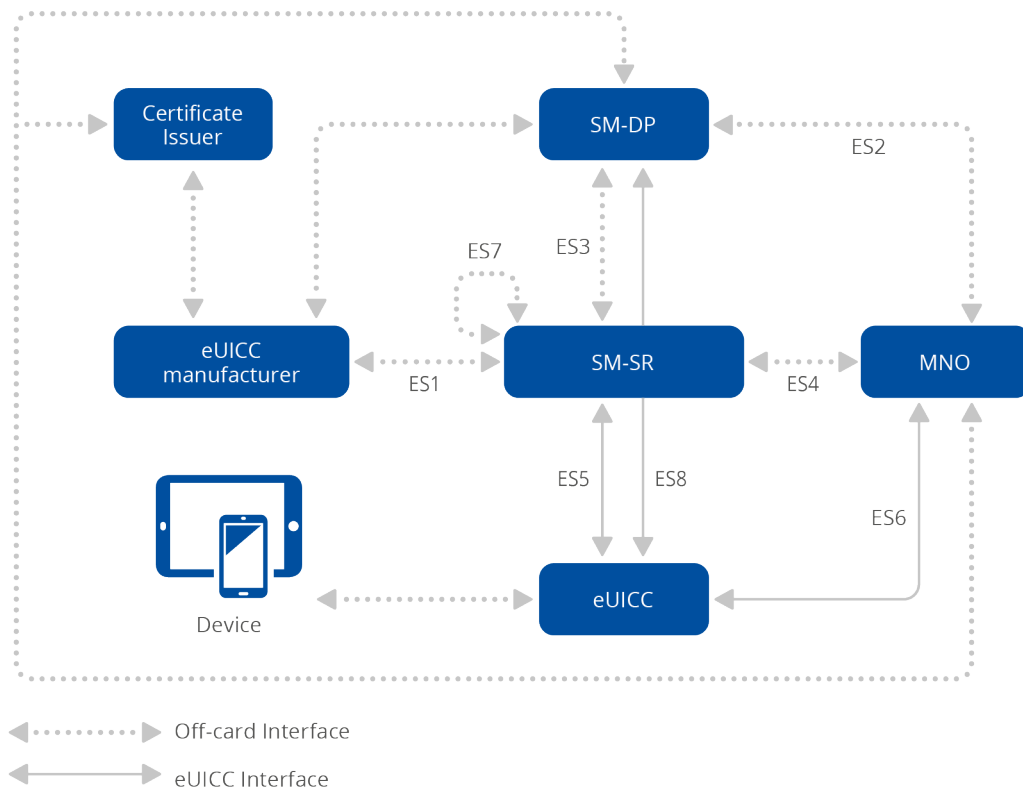 Certificate
Issuer
SM-DP
ES2
ES7
ES3
eUICC
manufacturer
ES1
SM-SR
ES4
MNO
ES5
ES8
ES6
Device
eUICC
Off-card Interface
eUICC Interface